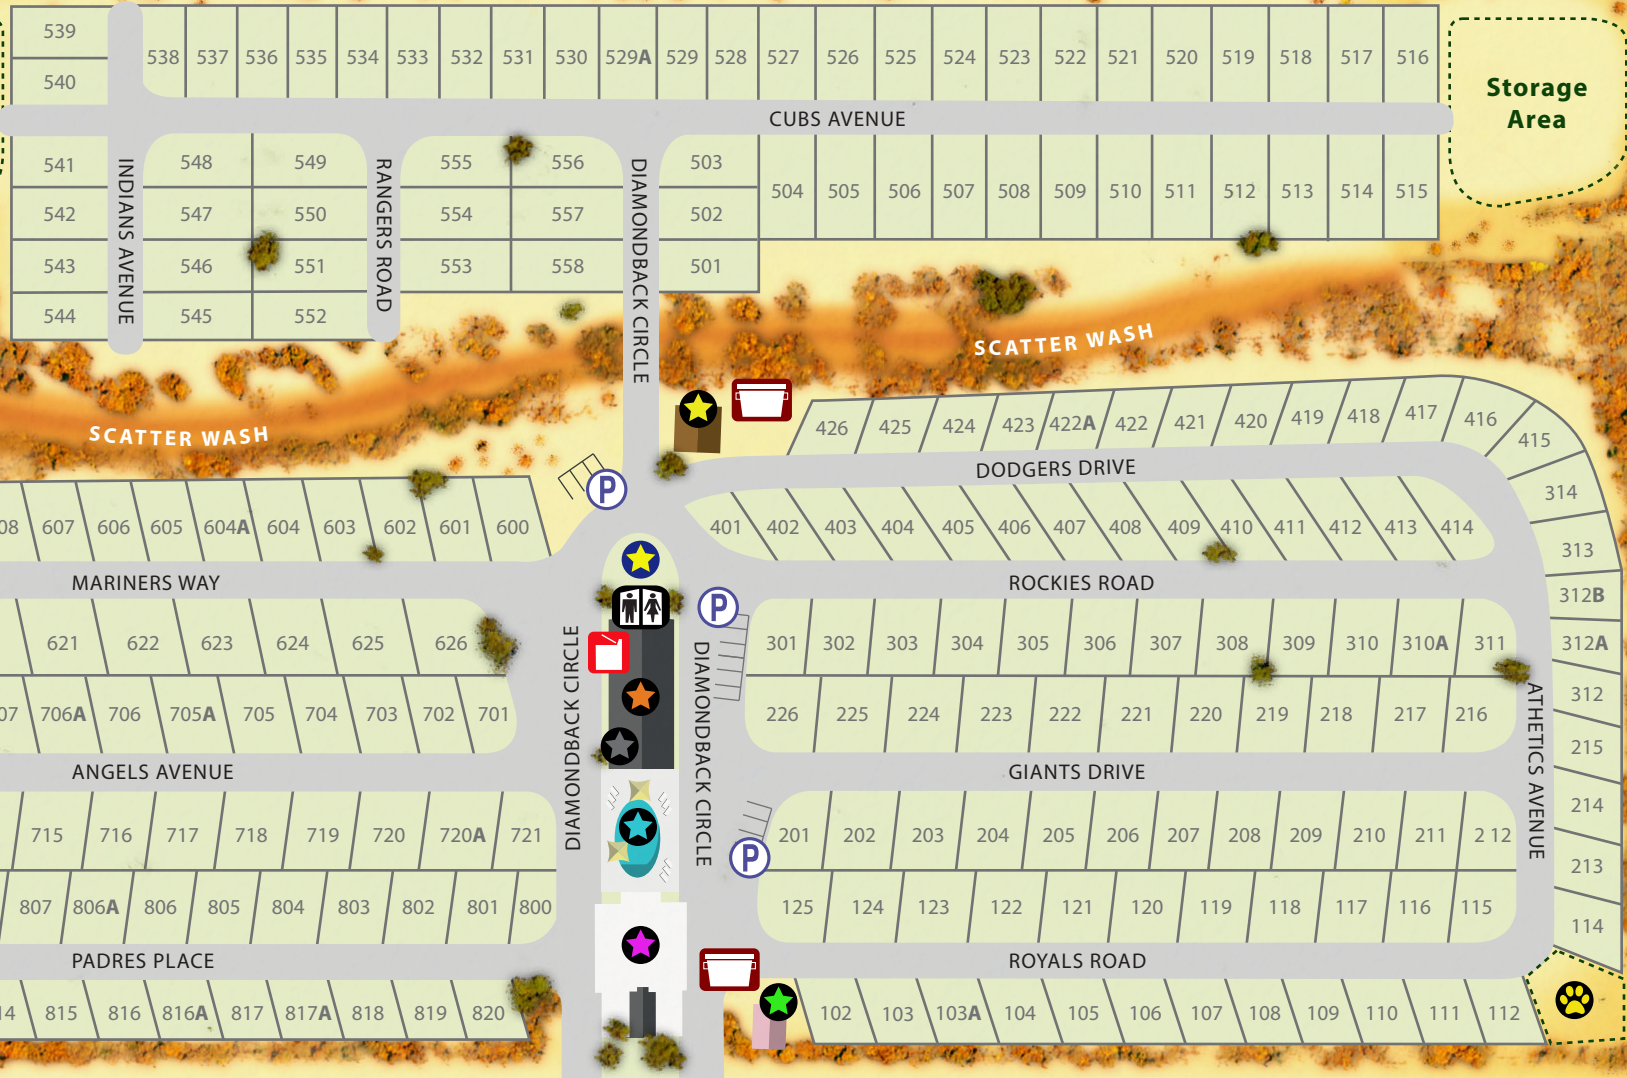 539
540
538 537 536 535 534 533 532 531 530 529A 529 528 527 526 525 524 523 522 521 520 519 518 517 516
Storage
Area
CUBS AVENUE
541 548 549 555 556 503
542 547 550 554 557 502
543 546 551 553 558 501
544 545 552
504 505 506 507 508 509 510 511 512 513 514 515
INDIANS AVENUE
RANGERS ROAD
DIAMONDBACK CIRCLE
SCATTER WASH
SCATTER WASH
426 425 424 423 422A 422 421 420 419 418 417 416 415
DODGERS DRIVE
314
313
312B
312A
312
215
214
213
114
P
08 607 606 605 604A 604 603 602 601 600
401 402 403 404 405 406 407 408 409 410 411 412 413 414
MARINERS WAY
ROCKIES ROAD
P
621 622 623 624 625 626
301 302 303 304 305 306 307 308 309 310 310A 311
07 706A 706 705A 705 704 703 702 701
226 225 224 223 222 221 220 219 218 217 216
DIAMONDBACK CIRCLE
DIAMONDBACK CIRCLE
ATHETICS AVENUE
ANGELS AVENUE
GIANTS DRIVE
715 716 717 718 719 720 720A 721
P
201 202 203 204 205 206 207 208 209 210 211 2 12
807 806A 806 805 804 803 802 801 800
125 124 123 122 121 120 119 118 117 116 115
PADRES PLACE
ROYALS ROAD
14 815 816 816A 817 817A 818 819 820
102 103 103A 104 105 106 107 108 109 110 111 112